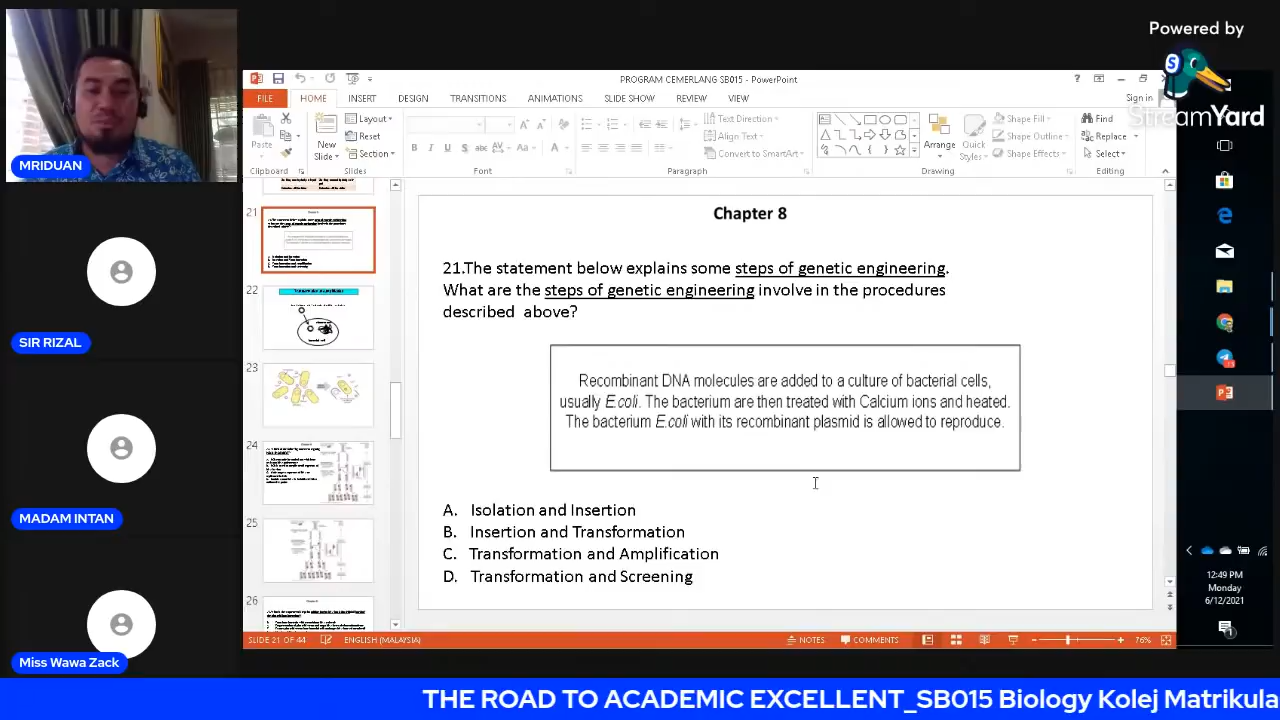 Powered by
StreamYard
MRIDUAN
SIR RIZAL
MADAM INTAN
Miss Wawa Zack
PROGRAM CEMERLANG SB015 - PowerPoint
Sign in
FILE HOME INSERT DESIGN TRANSITIONS ANIMATIONS SLIDE SHOW REVIEW VIEW
Paste
New Slide
Layout
Reset
Section
Text Direction
Align Text
Convert to SmartArt
Arrange
Quick Styles
Shape Fill
Shape Outline
Shape Effects
Find
Replace
Select
Clipboard Slides Font Paragraph Drawing Editing
21
22
23
24
25
26
Chapter 8
21.The statement below explains some steps of genetic engineering.
What are the steps of genetic engineering involve in the procedures
described above?
Recombinant DNA molecules are added to a culture of bacterial cells,
usually E.coli. The bacterium are then treated with Calcium ions and heated.
The bacterium E.coli with its recombinant plasmid is allowed to reproduce.
A. Isolation and Insertion
B. Insertion and Transformation
C. Transformation and Amplification
D. Transformation and Screening
SLIDE 21 OF 44 ENGLISH (MALAYSIA) NOTES COMMENTS 76%
12:49 PM
Monday
6/12/2021
THE ROAD TO ACADEMIC EXCELLENT_SB015 Biology Kolej Matrikula